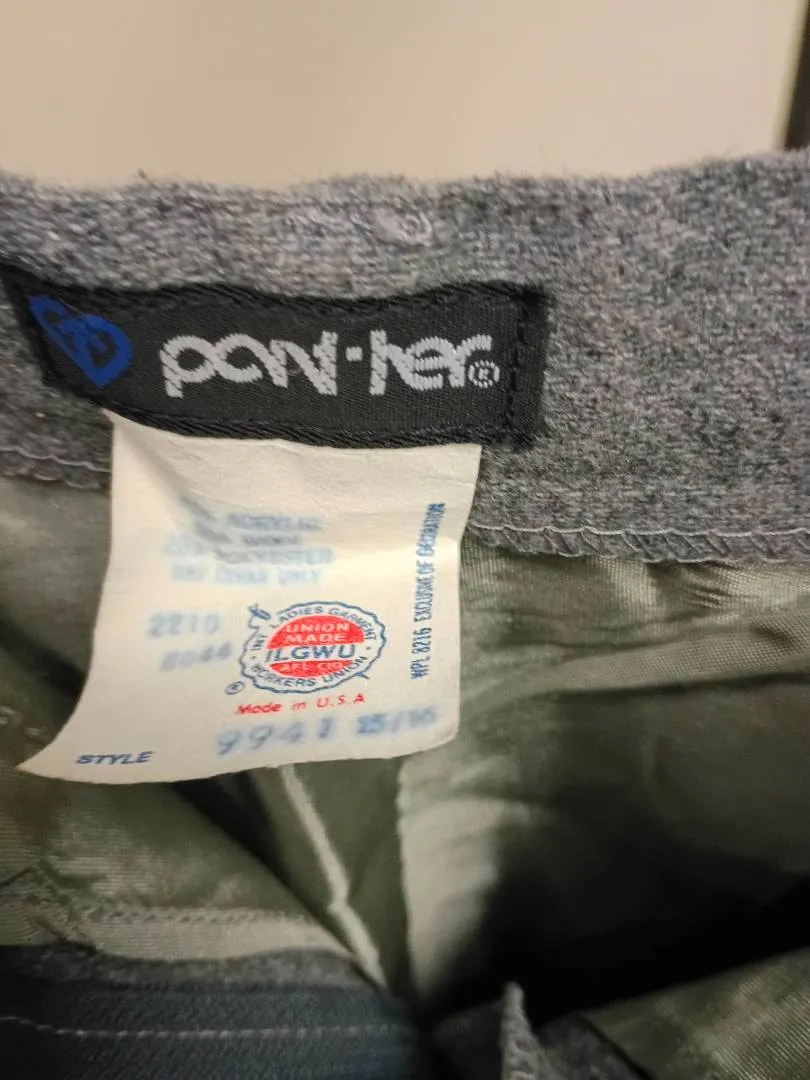 pant·her®
ACRYLIC
POLYESTER
DRY CLEAN ONLY
2210
8044
INT. LADIES GARMENT
UNION
MADE
ILGWU
AFL CIO
WORKERS UNION
®
Made in U.S.A
STYLE 9941 15/16
WPL 8216 EXCLUSIVE OF DECORATION